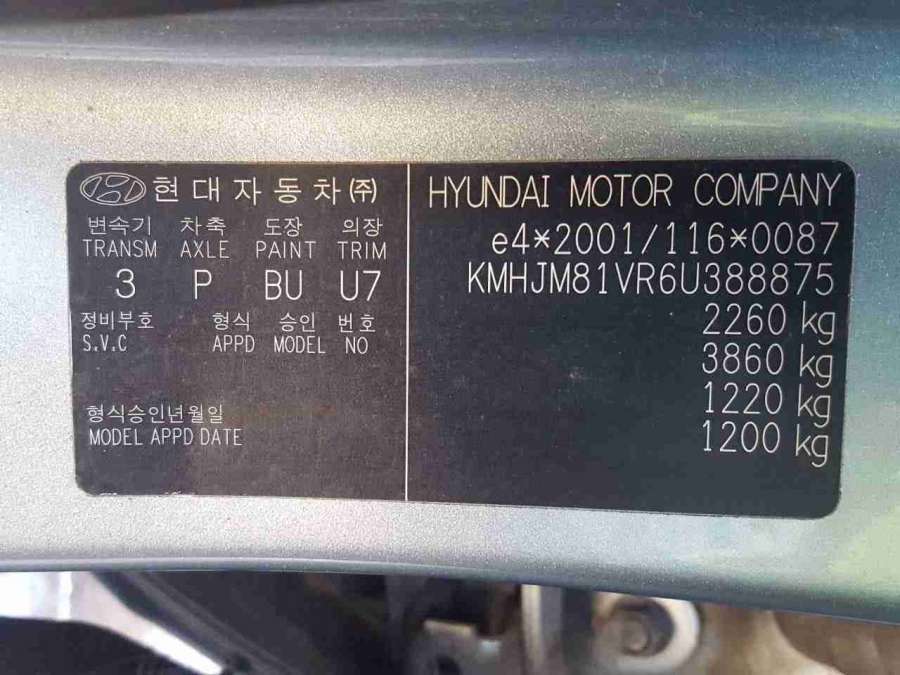 현대자동차㈜
변속기 차축 도장 의장
TRANSM AXLE PAINT TRIM
3 P BU U7
정비부호 형식 승인 번호
S.V.C APPD MODEL NO
형식승인년월일
MODEL APPD DATE
HYUNDAI MOTOR COMPANY
e4*2001/116*0087
KMHJM81VR6U388875
2260 kg
3860 kg
1220 kg
1200 kg